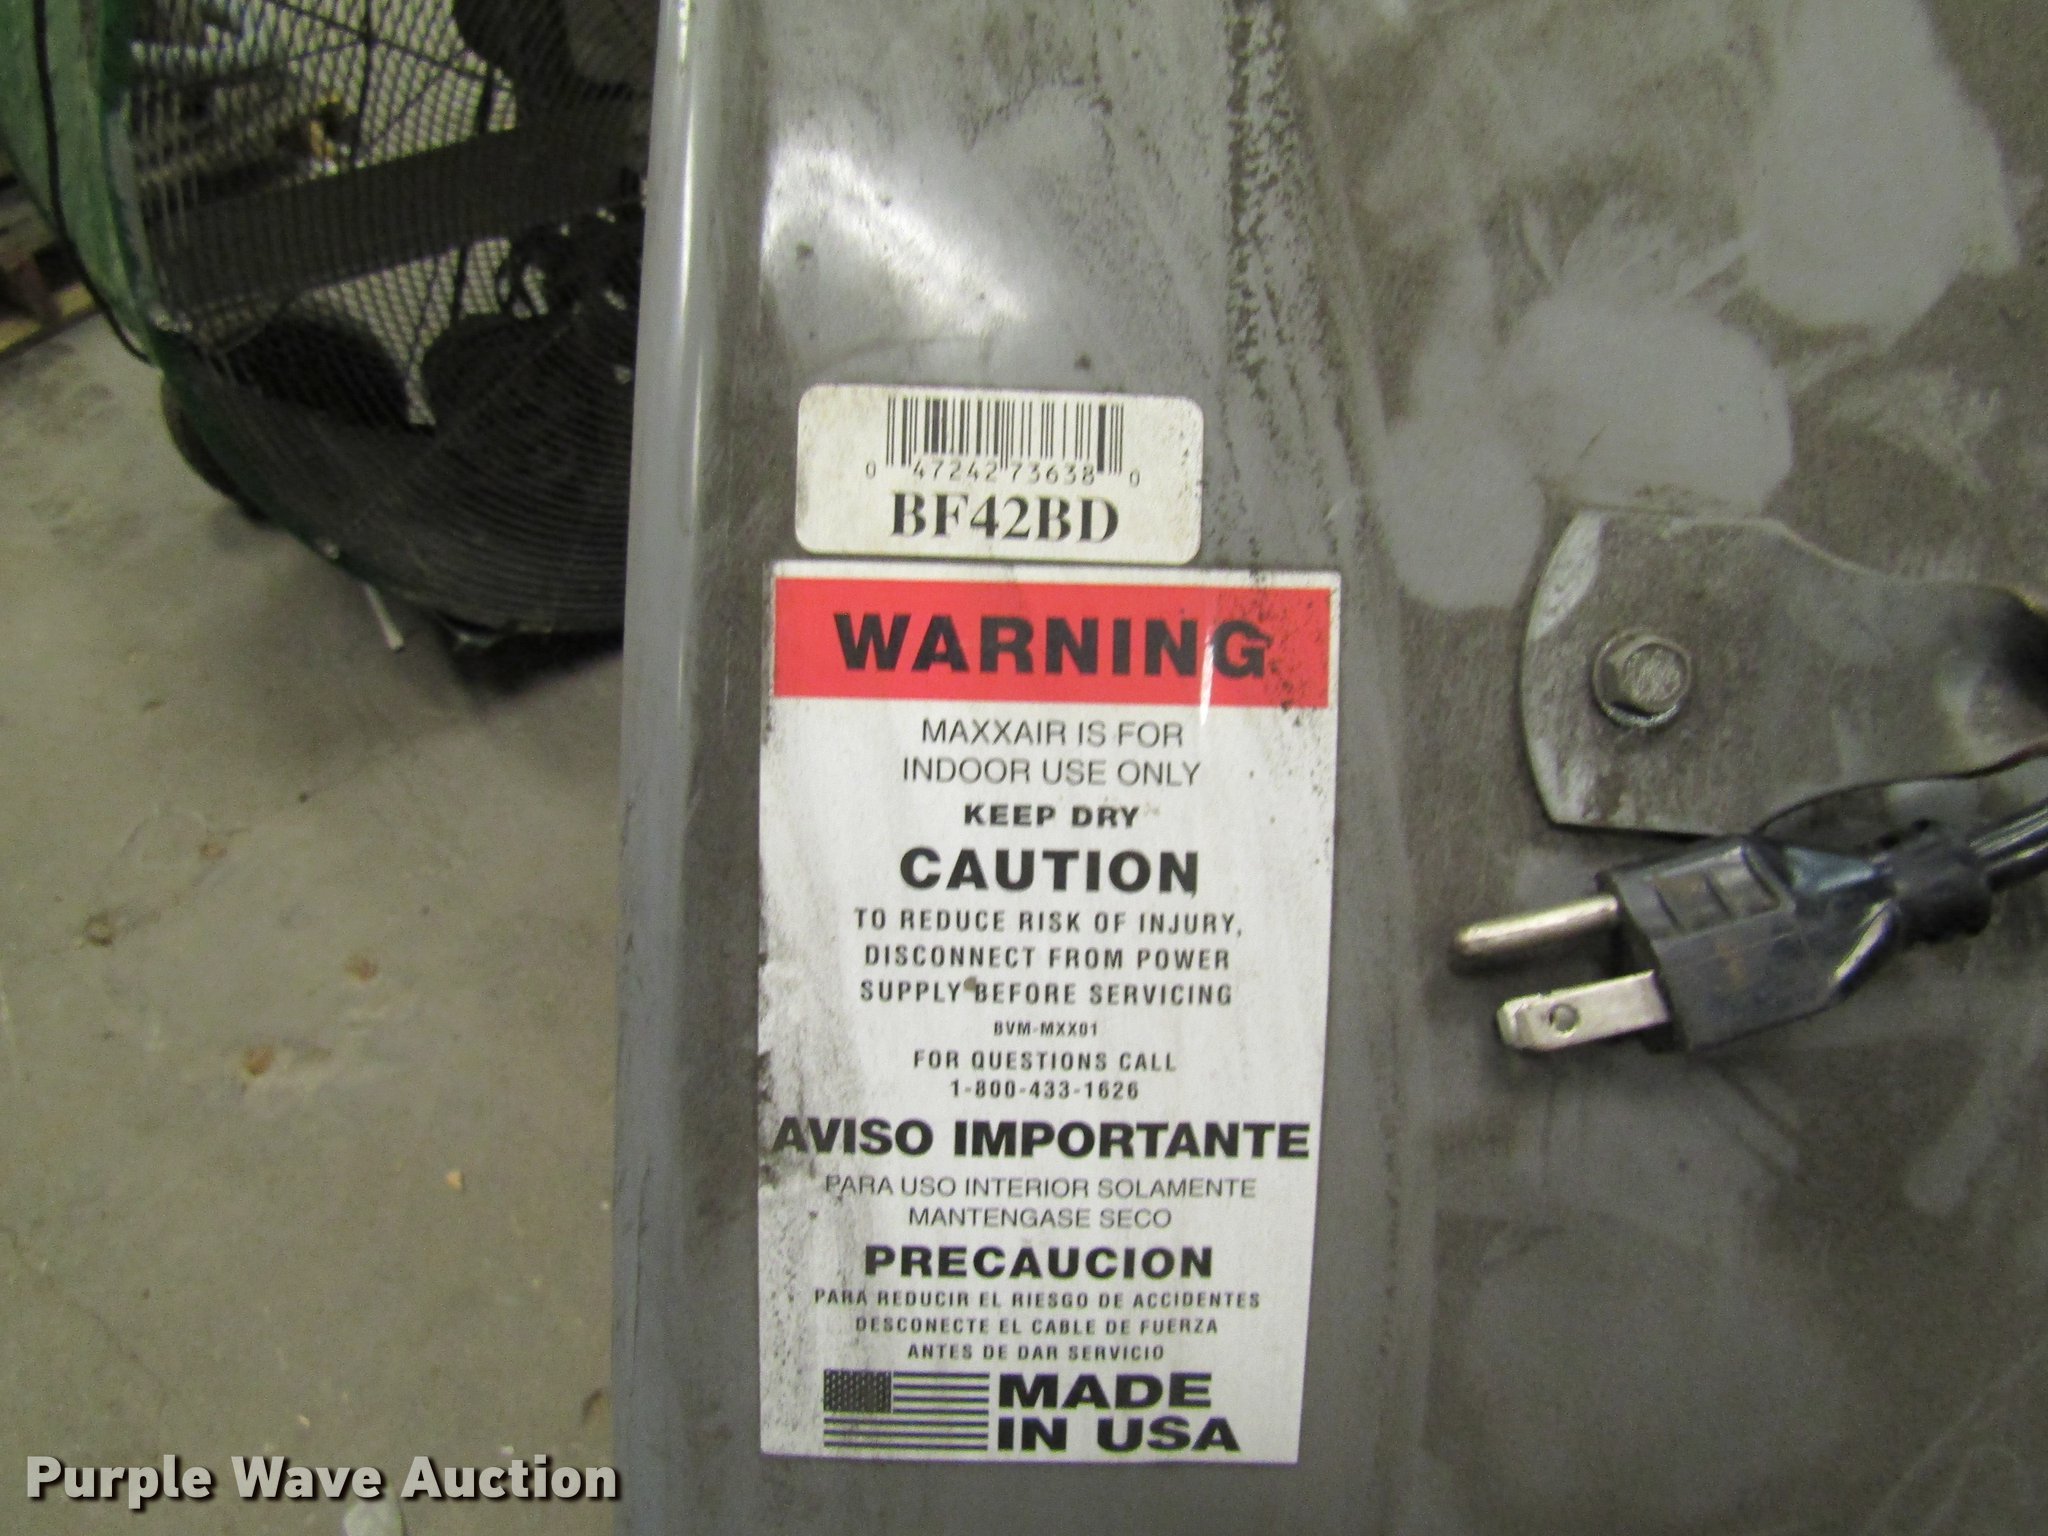 0 47242 73638 0
BF42BD
WARNING
MAXXAIR IS FOR
INDOOR USE ONLY
KEEP DRY
CAUTION
TO REDUCE RISK OF INJURY,
DISCONNECT FROM POWER
SUPPLY BEFORE SERVICING
BVM-MXX01
FOR QUESTIONS CALL
1-800-433-1626
AVISO IMPORTANTE
PARA USO INTERIOR SOLAMENTE
MANTENGASE SECO
PRECAUCION
PARA REDUCIR EL RIESGO DE ACCIDENTES
DESCONECTE EL CABLE DE FUERZA
ANTES DE DAR SERVICIO
MADE
IN USA
Purple Wave Auction